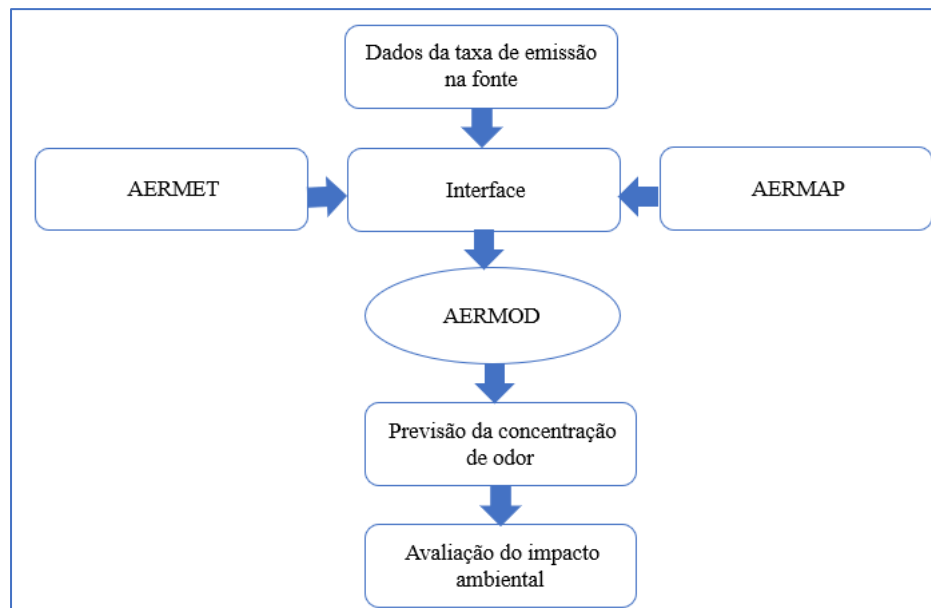 Dados da taxa de emissão
na fonte
AERMET
Interface
AERMAP
AERMOD
Previsão da concentração
de odor
Avaliação do impacto
ambiental